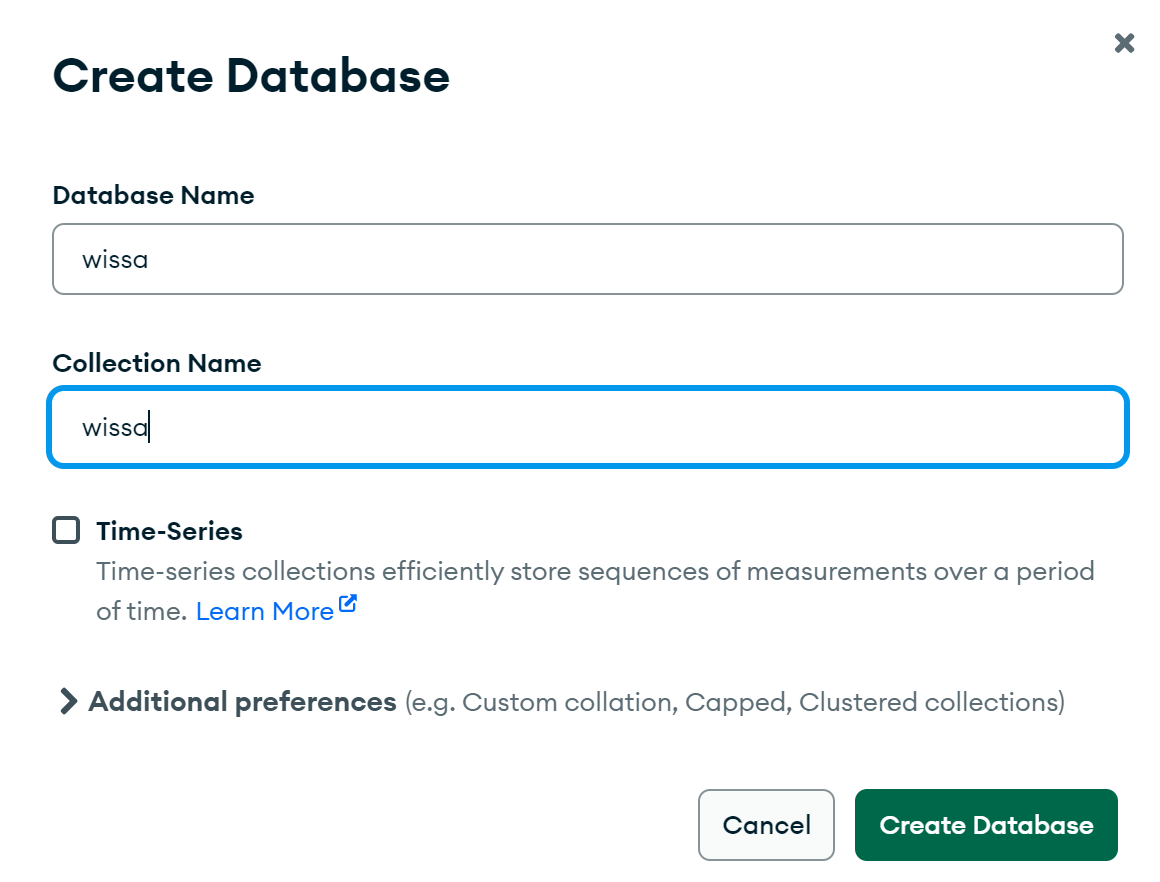 Create Database
Database Name
wissa
Collection Name
wissa
Time-Series
Time-series collections efficiently store sequences of measurements over a period
of time. Learn More
Additional preferences (e.g. Custom collation, Capped, Clustered collections)
Cancel
Create Database